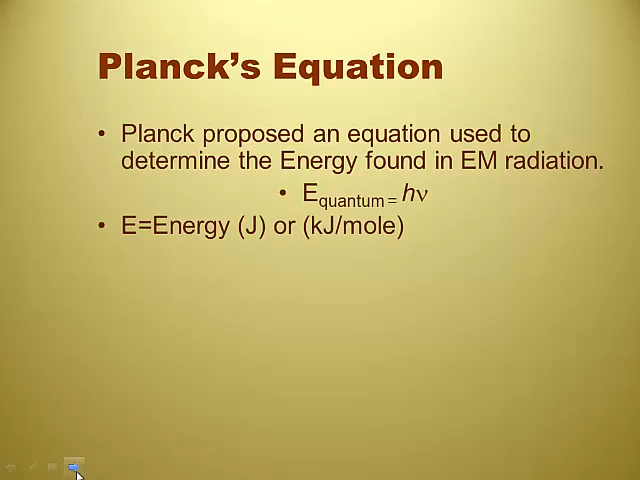 Planck’s Equation
• Planck proposed an equation used to
determine the Energy found in EM radiation.
• Equantum = hν
• E=Energy (J) or (kJ/mole)